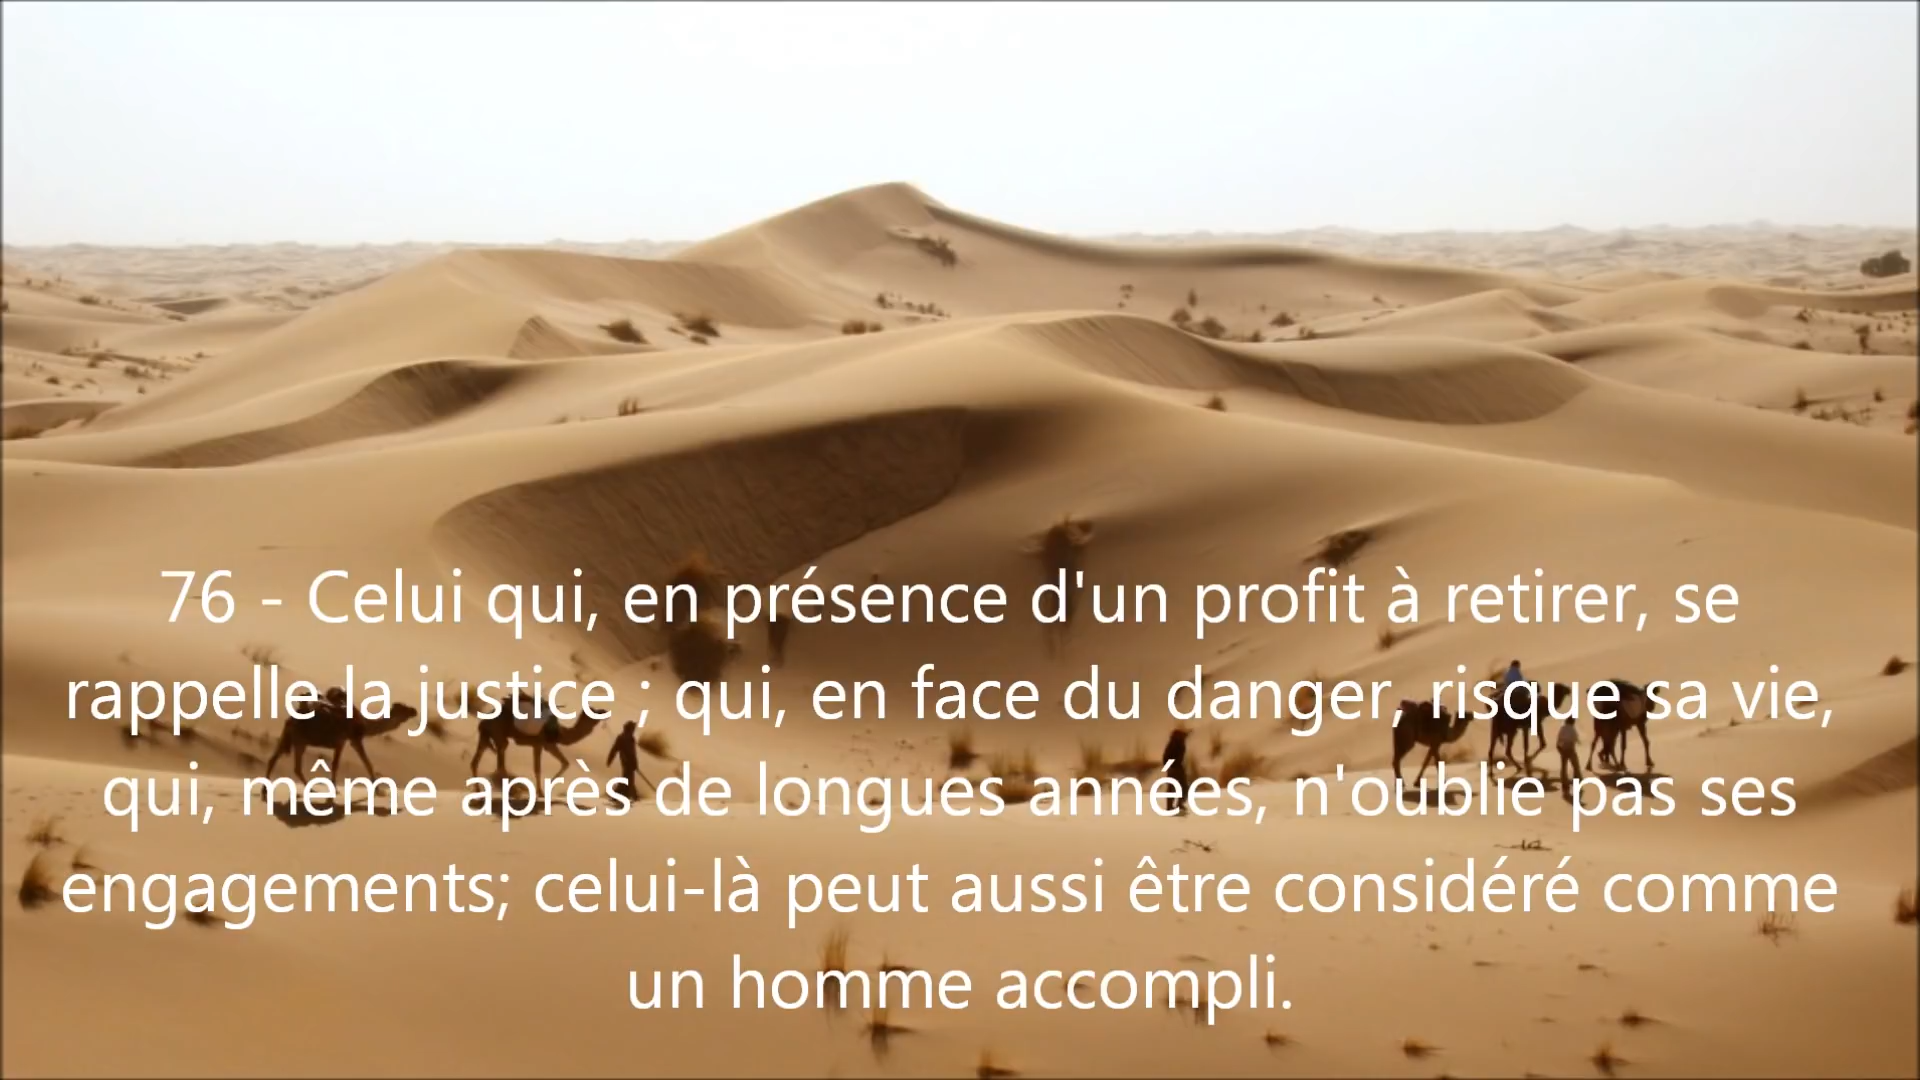 76 - Celui qui, en présence d'un profit à retirer, se
rappelle la justice ; qui, en face du danger, risque sa vie,
qui, même après de longues années, n'oublie pas ses
engagements; celui-là peut aussi être considéré comme
un homme accompli.